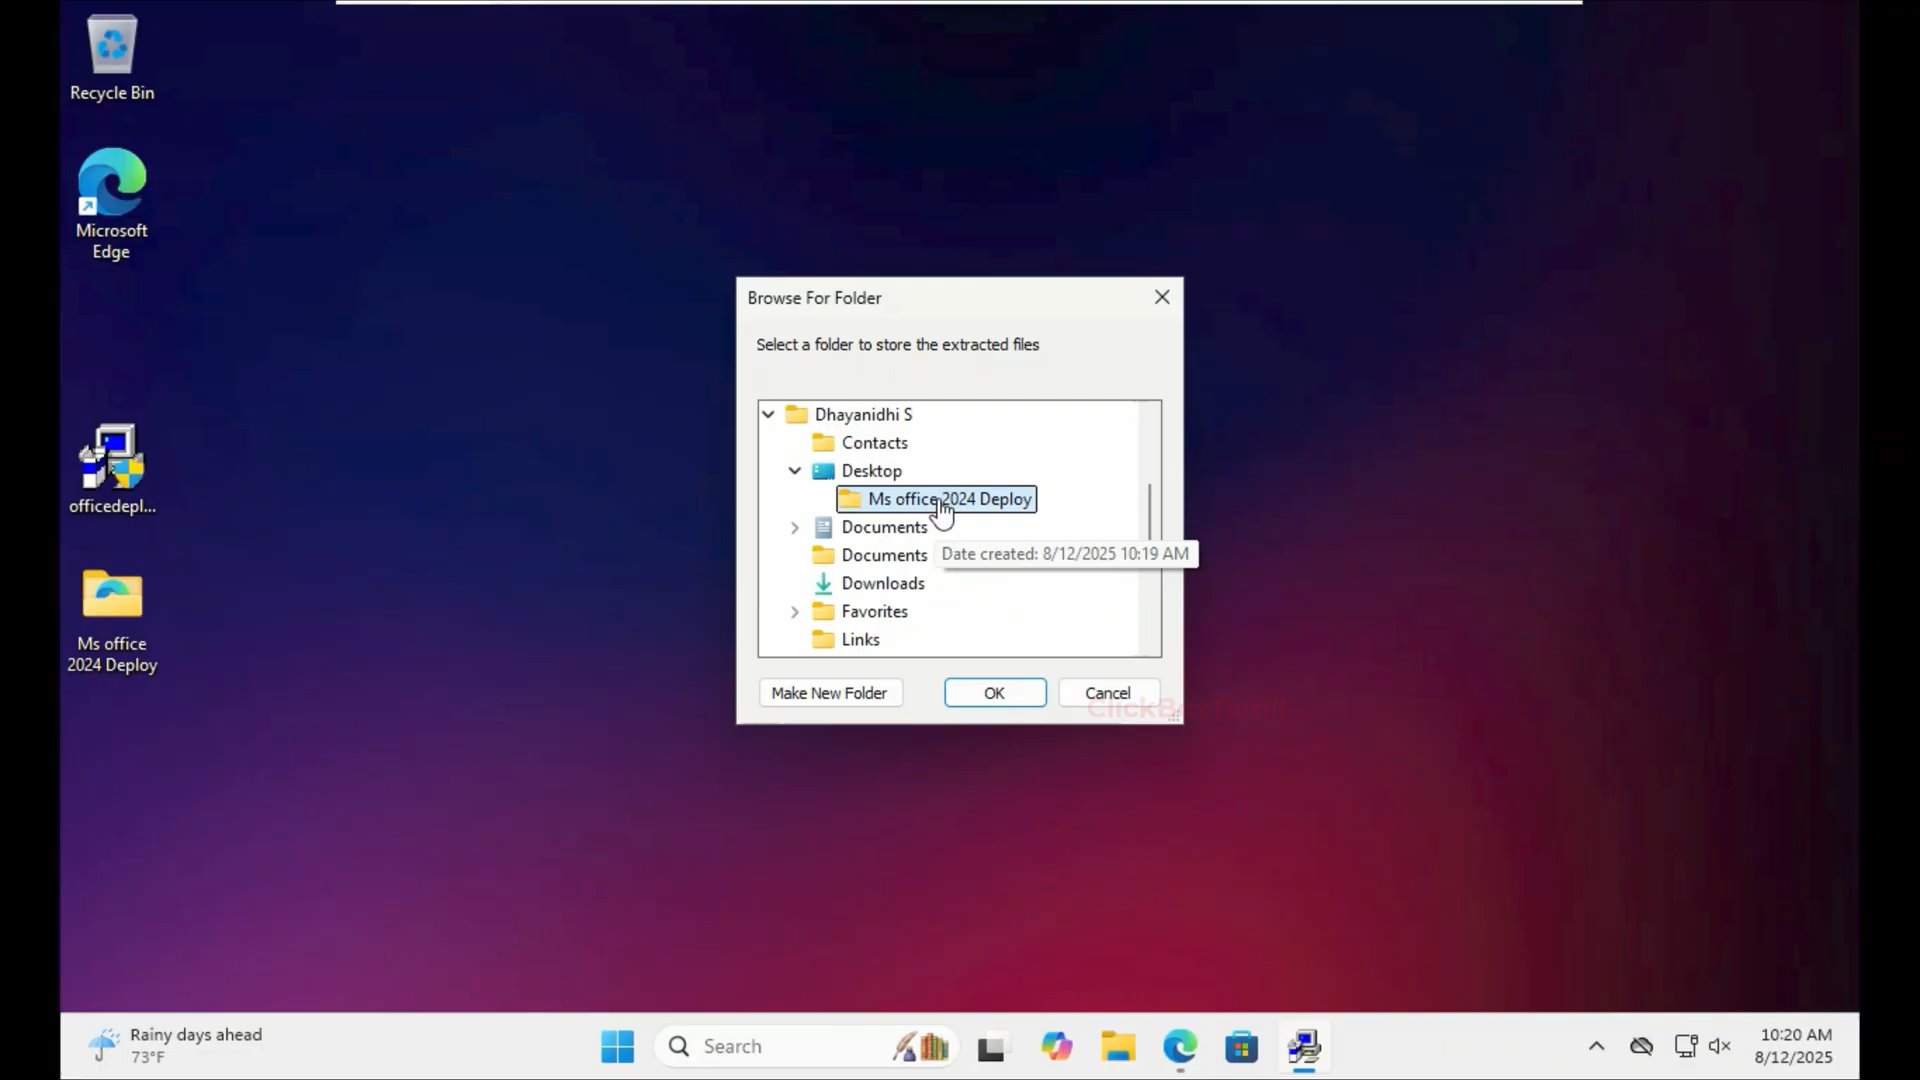 Recycle Bin
Microsoft
Edge
officedepl...
Ms office
2024 Deploy
Browse For Folder
Select a folder to store the extracted files
Dhayanidhi S
Contacts
Desktop
Ms office 2024 Deploy
Documents
Documents
Date created: 8/12/2025 10:19 AM
Downloads
Favorites
Links
Make New Folder
OK
Cancel
Rainy days ahead
73°F
Search
10:20 AM
8/12/2025